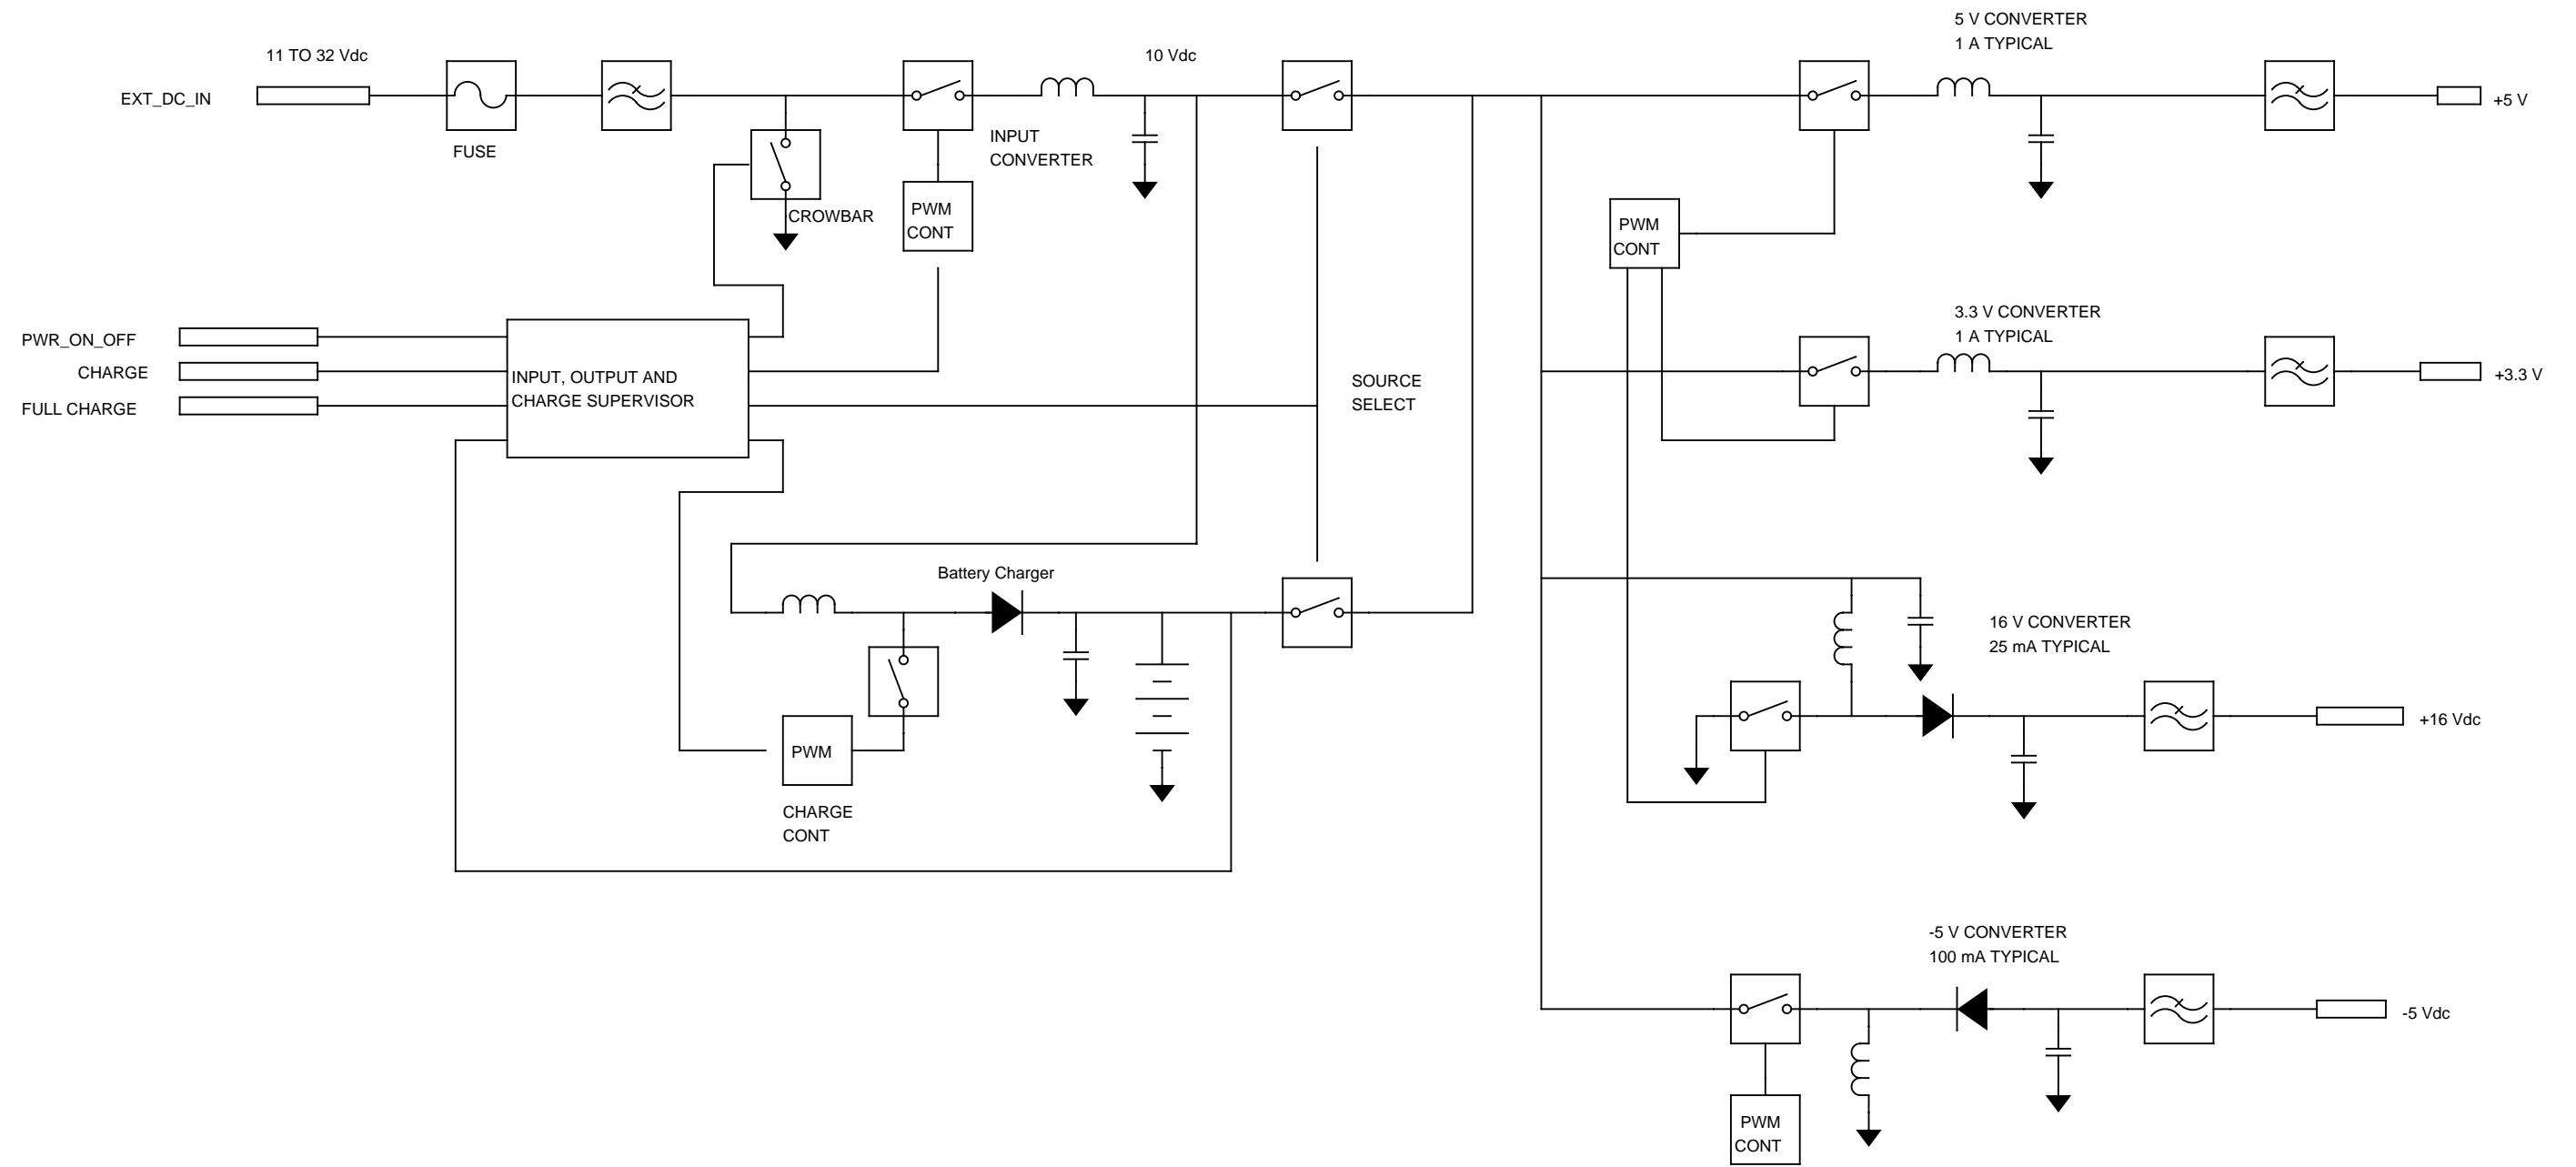 5 V CONVERTER
1 A TYPICAL
11 TO 32 Vdc
10 Vdc
EXT_DC_IN
+5 V
FUSE
INPUT
CONVERTER
CROWBAR
PWM
CONT
PWM
CONT
3.3 V CONVERTER
1 A TYPICAL
PWR_ON_OFF
CHARGE
FULL CHARGE
INPUT, OUTPUT AND
CHARGE SUPERVISOR
SOURCE
SELECT
+3.3 V
Battery Charger
16 V CONVERTER
25 mA TYPICAL
PWM
CHARGE
CONT
+16 Vdc
-5 V CONVERTER
100 mA TYPICAL
-5 Vdc
PWM
CONT